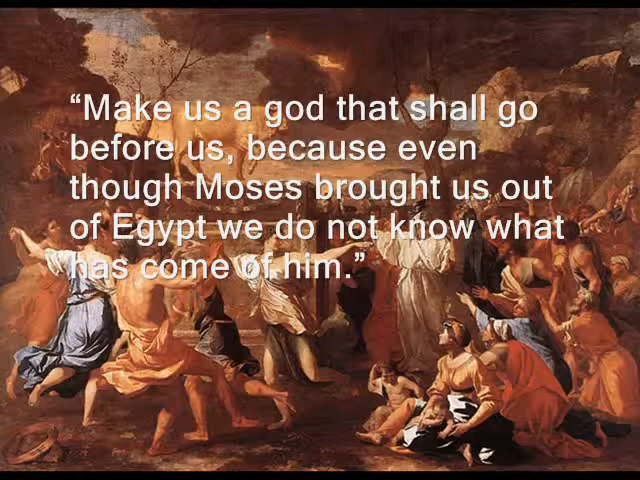 “Make us a god that shall go
before us, because even
though Moses brought us out
of Egypt we do not know what
has come of him.”